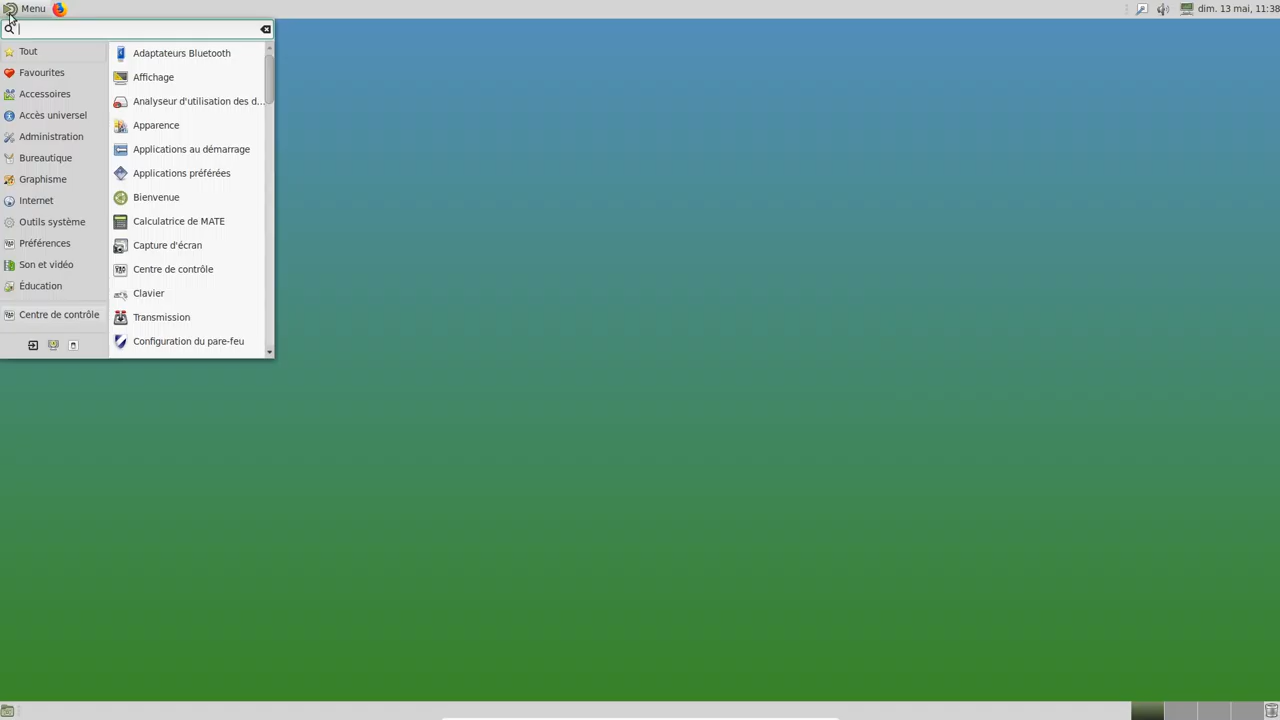 Menu
dim. 13 mai, 11:38
Tout
Favourites
Accessoires
Accès universel
Administration
Bureautique
Graphisme
Internet
Outils système
Préférences
Son et vidéo
Éducation
Centre de contrôle
Adaptateurs Bluetooth
Affichage
Analyseur d'utilisation des d...
Apparence
Applications au démarrage
Applications préférées
Bienvenue
Calculatrice de MATE
Capture d'écran
Centre de contrôle
Clavier
Transmission
Configuration du pare-feu